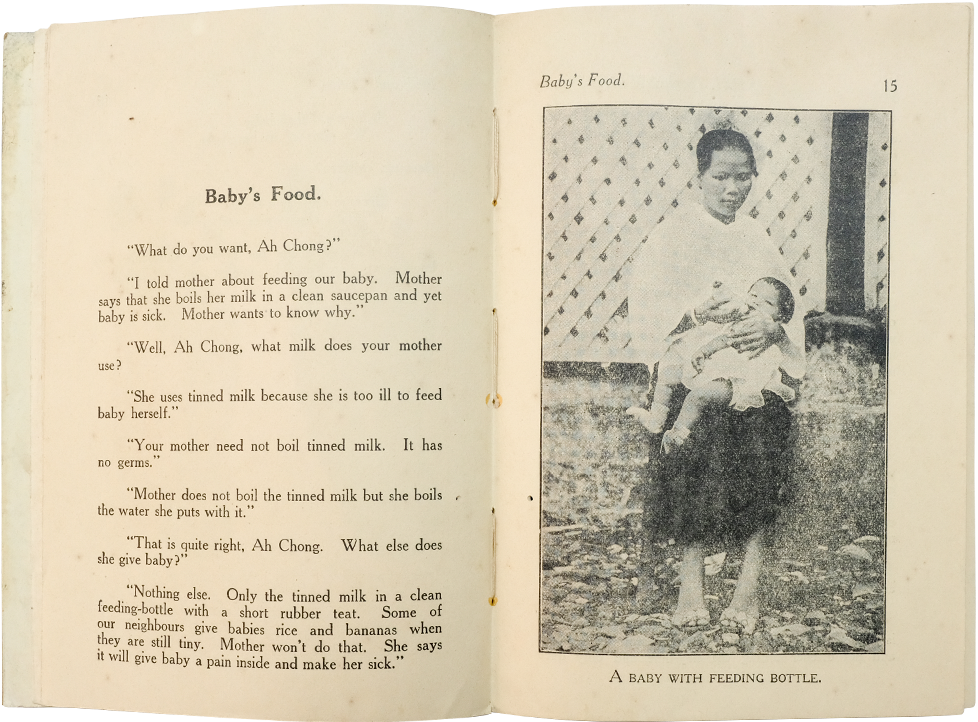 Baby's Food.
"What do you want, Ah Chong?"
"I told mother about feeding our baby. Mother
says that she boils her milk in a clean saucepan and yet
baby is sick. Mother wants to know why."
"Well, Ah Chong, what milk does your mother
use?
"She uses tinned milk because she is too ill to feed
baby herself."
"Your mother need not boil tinned milk. It has
no germs."
"Mother does not boil the tinned milk but she boils
the water she puts with it."
"That is quite right, Ah Chong. What else does
she give baby?"
"Nothing else. Only the tinned milk in a clean
feeding-bottle with a short rubber teat. Some of
our neighbours give babies rice and bananas when
they are still tiny. Mother won't do that. She says
it will give baby a pain inside and make her sick."
Baby's Food.
15
A BABY WITH FEEDING BOTTLE.